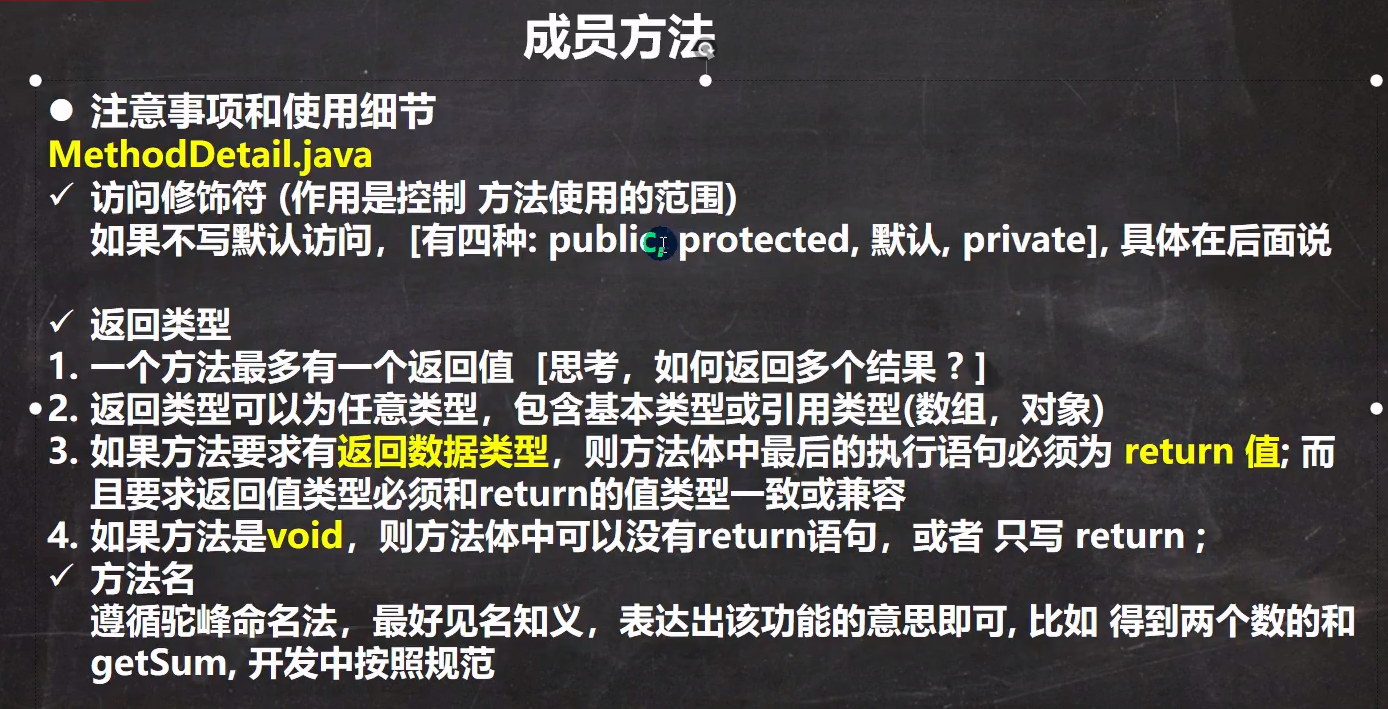 成员方法
● 注意事项和使用细节
MethodDetail.java
✓ 访问修饰符 (作用是控制 方法使用的范围)
如果不写默认访问，[有四种: public, protected, 默认, private], 具体在后面说
✓ 返回类型
1. 一个方法最多有一个返回值 [思考，如何返回多个结果？]
2. 返回类型可以为任意类型，包含基本类型或引用类型(数组，对象)
3. 如果方法要求有返回数据类型，则方法体中最后的执行语句必须为 return 值; 而
且要求返回值类型必须和return的值类型一致或兼容
4. 如果方法是void，则方法体中可以没有return语句，或者 只写 return ;
✓ 方法名
遵循驼峰命名法，最好见名知义，表达出该功能的意思即可, 比如 得到两个数的和
getSum, 开发中按照规范